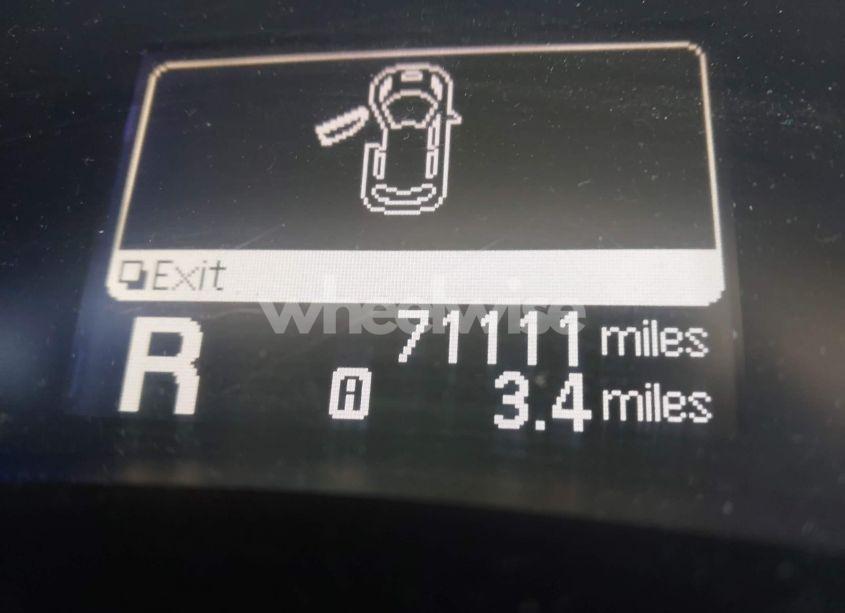 Exit
wheelwise
R 71111 miles
A 3.4 miles